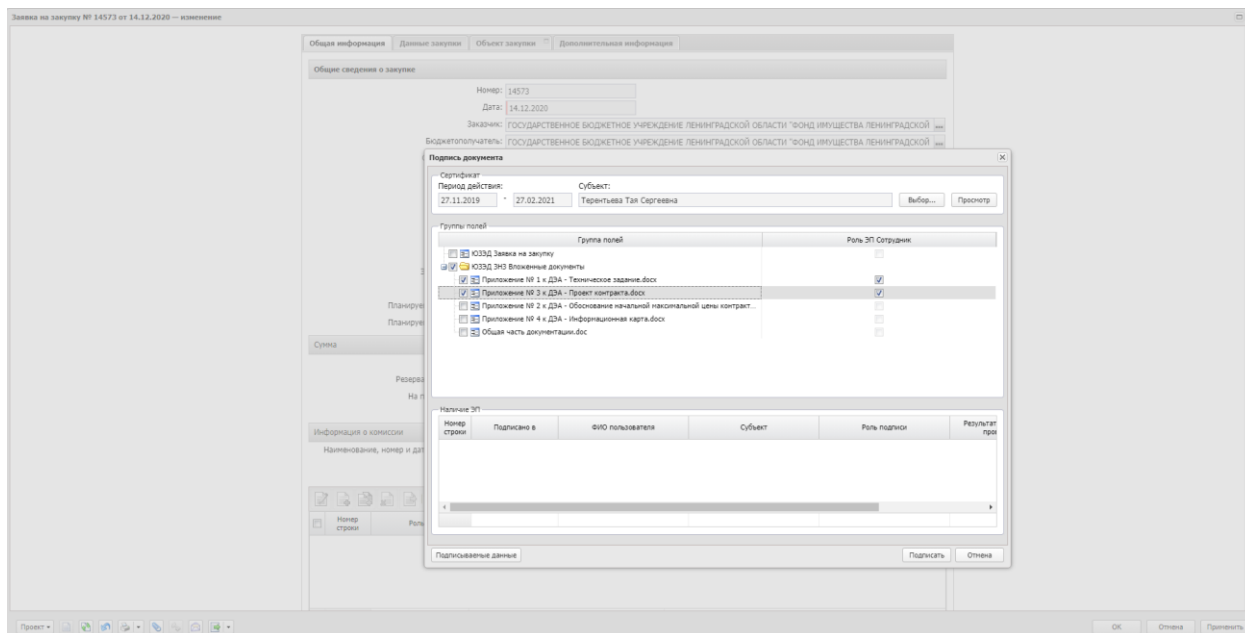 Заявка на закупку № 14573 от 14.12.2020 — изменение
Общая информация Данные закупки Объект закупки Дополнительная информация
Общие сведения о закупке
Номер: 14573
Дата: 14.12.2020
Заказчик: ГОСУДАРСТВЕННОЕ БЮДЖЕТНОЕ УЧРЕЖДЕНИЕ ЛЕНИНГРАДСКОЙ ОБЛАСТИ "ФОНД ИМУЩЕСТВА ЛЕНИНГРАДСКОЙ
Бюджетополучатель: ГОСУДАРСТВЕННОЕ БЮДЖЕТНОЕ УЧРЕЖДЕНИЕ ЛЕНИНГРАДСКОЙ ОБЛАСТИ "ФОНД ИМУЩЕСТВА ЛЕНИНГРАДСКОЙ
Подпись документа
Сертификат
Период действия: Субъект:
27.11.2019 - 27.02.2021 Терентьева Тая Сергеевна Выбор... Просмотр
Группы полей
Группа полей Роль ЭП Сотрудник
ЮЗЭД Заявка на закупку
ЮЗЭД ЗНЗ Вложенные документы
Приложение № 1 к ДЭА - Техническое задание.docx
Приложение № 3 к ДЭА - Проект контракта.docx
Приложение № 2 к ДЭА - Обоснование начальной максимальной цены контракт...
Приложение № 4 к ДЭА - Информационная карта.docx
Общая часть документации.doc
Планируе
Планируе
Сумма
Резерва
На п
Наличие ЭП
Номер строки Подписано в ФИО пользователя Субъект Роль подписи Результат про
Информация о комиссии
Наименование, номер и дат
Номер строки Роль
Подписываемые данные Подписать Отмена
Проект ОК Отмена Применить